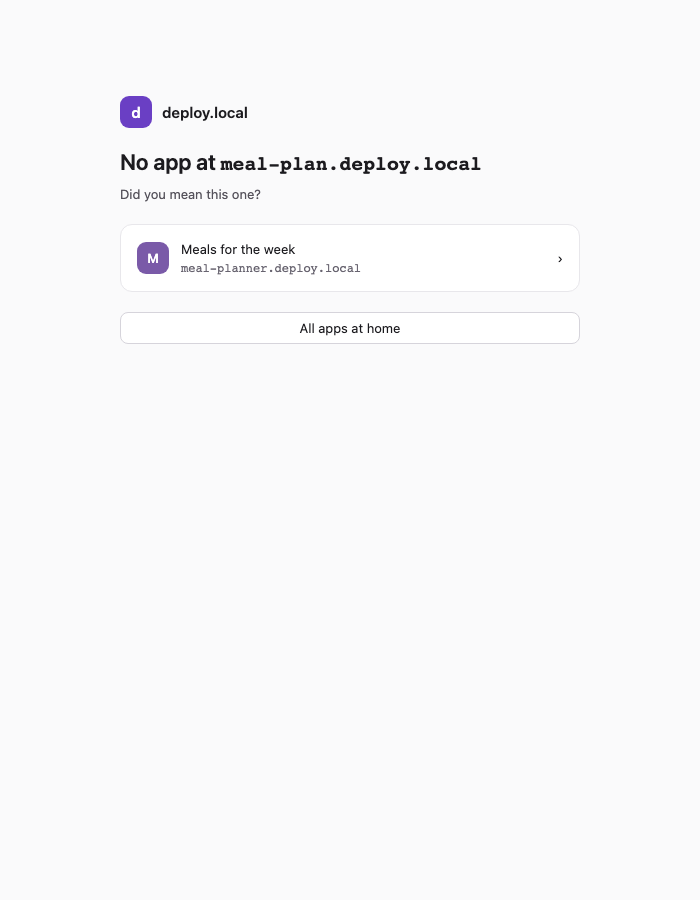 d deploy.local
No app at meal-plan.deploy.local
Did you mean this one?
M
Meals for the week
meal-planner.deploy.local
›
All apps at home